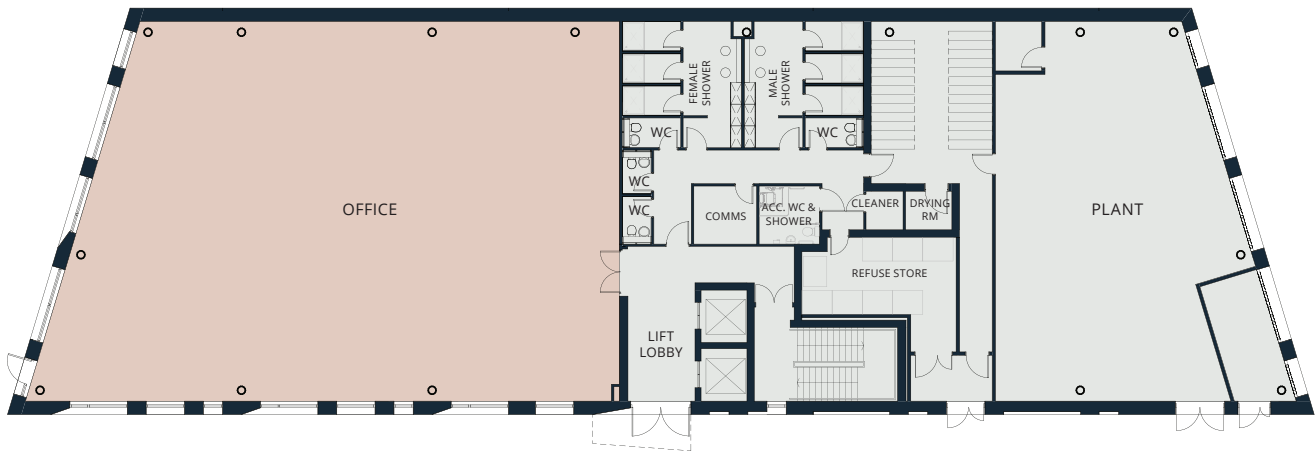 FEMALE
SHOWER
MALE
SHOWER
WC
WC
WC
WC
OFFICE
COMMS
ACC. WC &
SHOWER
CLEANER
DRYING
RM
PLANT
REFUSE STORE
LIFT
LOBBY